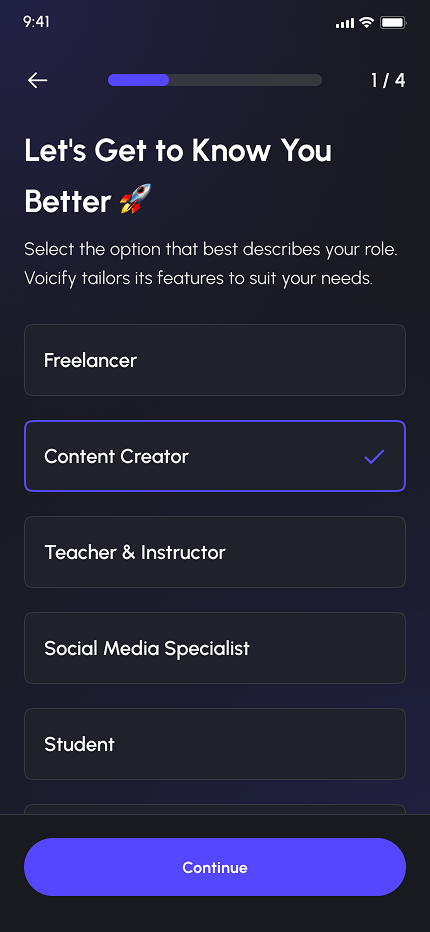 9:41
1 / 4
Let's Get to Know You
Better 🚀
Select the option that best describes your role.
Voicify tailors its features to suit your needs.
Freelancer
Content Creator
Teacher & Instructor
Social Media Specialist
Student
Continue